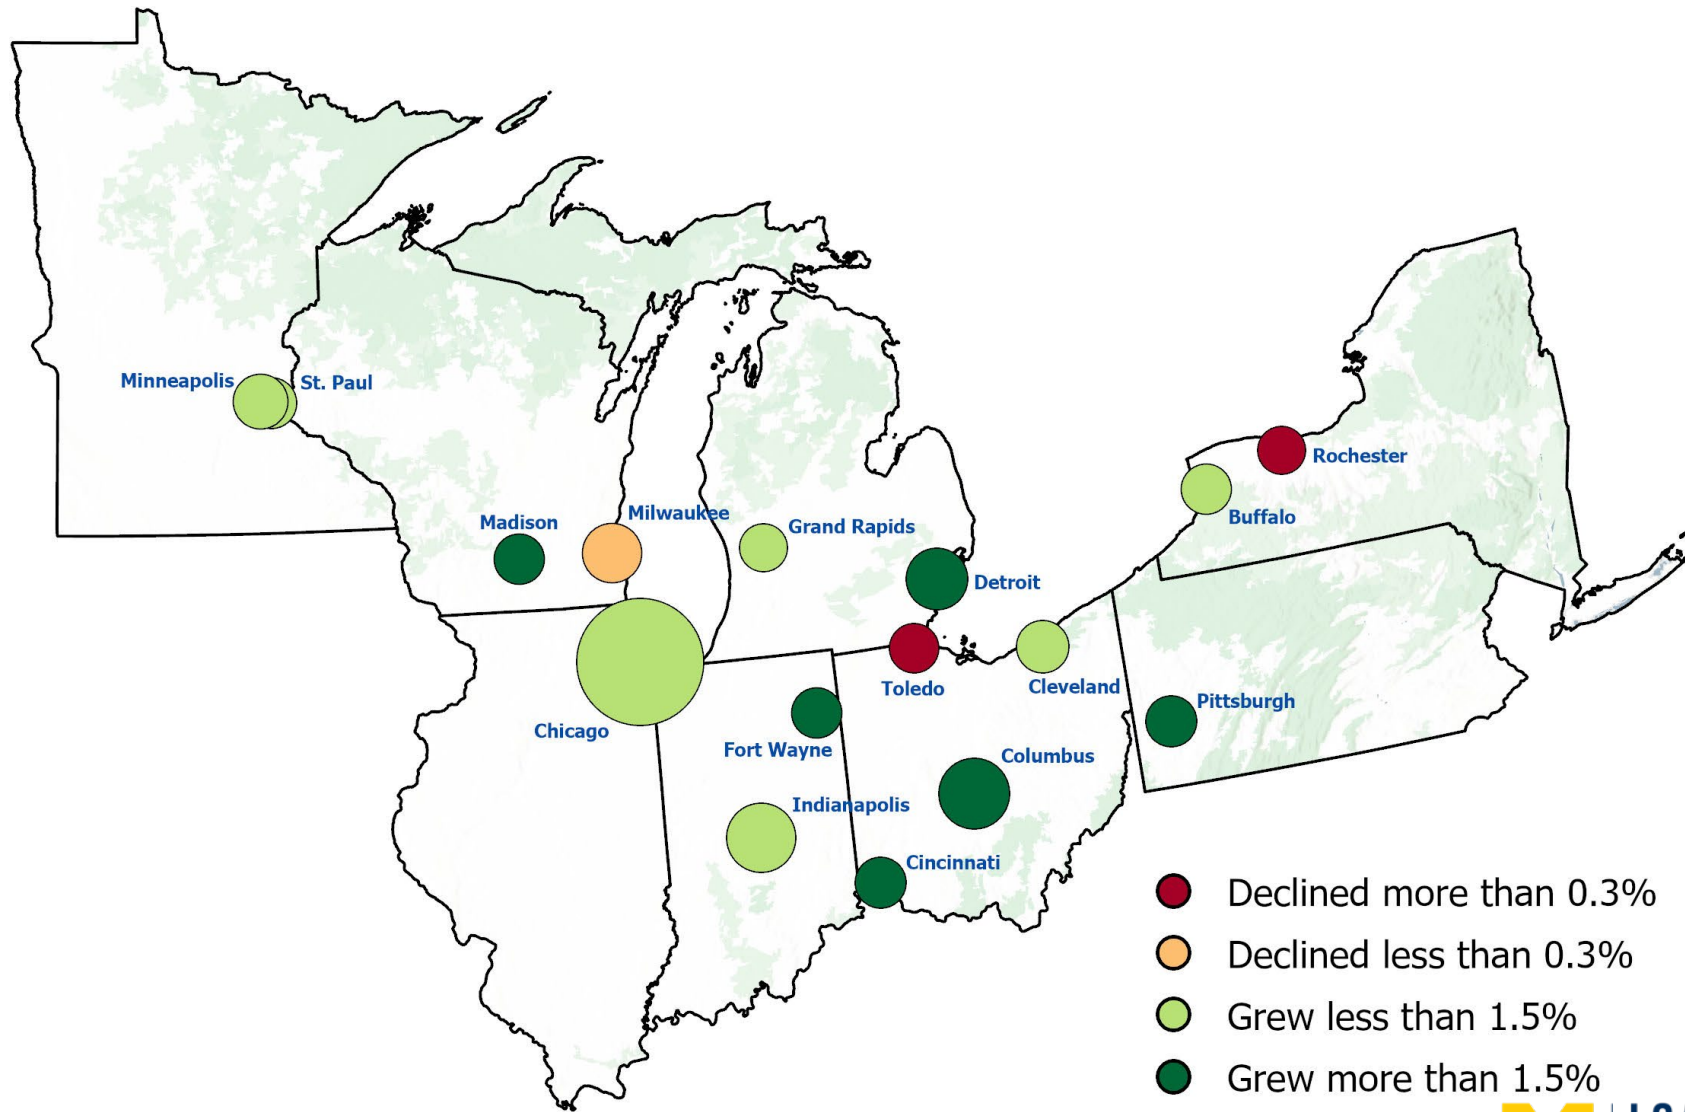 Minneapolis
St. Paul
Rochester
Buffalo
Madison
Milwaukee
Grand Rapids
Detroit
Toledo
Cleveland
Pittsburgh
Chicago
Fort Wayne
Columbus
Indianapolis
Cincinnati
Declined more than 0.3%
Declined less than 0.3%
Grew less than 1.5%
Grew more than 1.5%